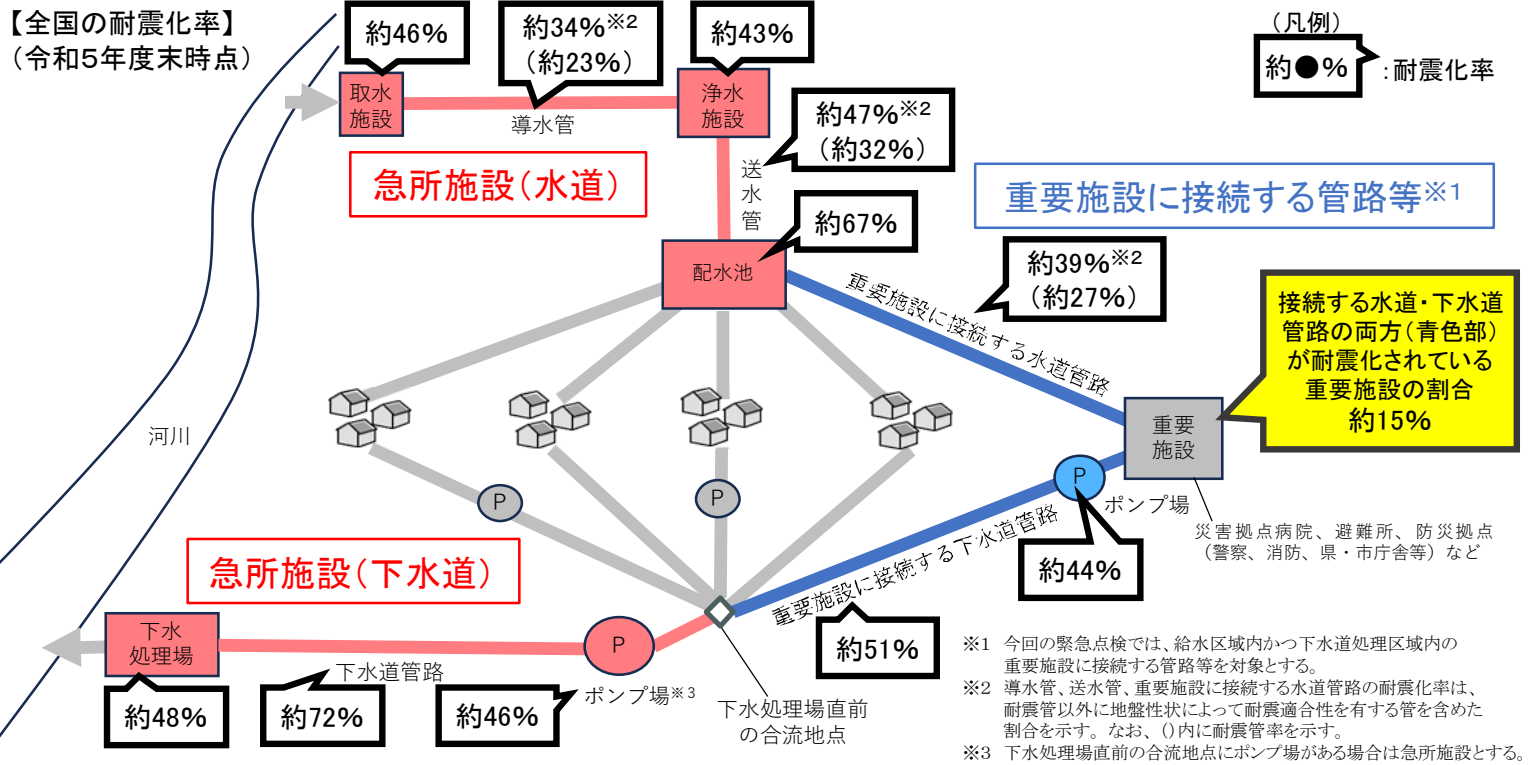 【全国の耐震化率】
(令和5年度末時点)
約46%
約34%※2
(約23%)
約43%
(凡例)
約●%
:耐震化率
取水
施設
導水管
浄水
施設
約47%※2
(約32%)
送
水
管
急所施設(水道)
重要施設に接続する管路等※1
約67%
配水池
約39%※2
(約27%)
重要施設に接続する水道管路
接続する水道・下水道
管路の両方(青色部)
が耐震化されている
重要施設の割合
約15%
河川
重要
施設
P
P
P
ポンプ場
災害拠点病院、避難所、防災拠点
(警察、消防、県・市庁舎等)など
約44%
重要施設に接続する下水道管路
約51%
急所施設(下水道)
下水
処理場
下水道管路
P
ポンプ場※3
約48%
約72%
約46%
下水処理場直前
の合流地点
※1 今回の緊急点検では、給水区域内かつ下水道処理区域内の
重要施設に接続する管路等を対象とする。
※2 導水管、送水管、重要施設に接続する水道管路の耐震化率は、
耐震管以外に地盤性状によって耐震適合性を有する管を含めた
割合を示す。なお、()内に耐震管率を示す。
※3 下水処理場直前の合流地点にポンプ場がある場合は急所施設とする。